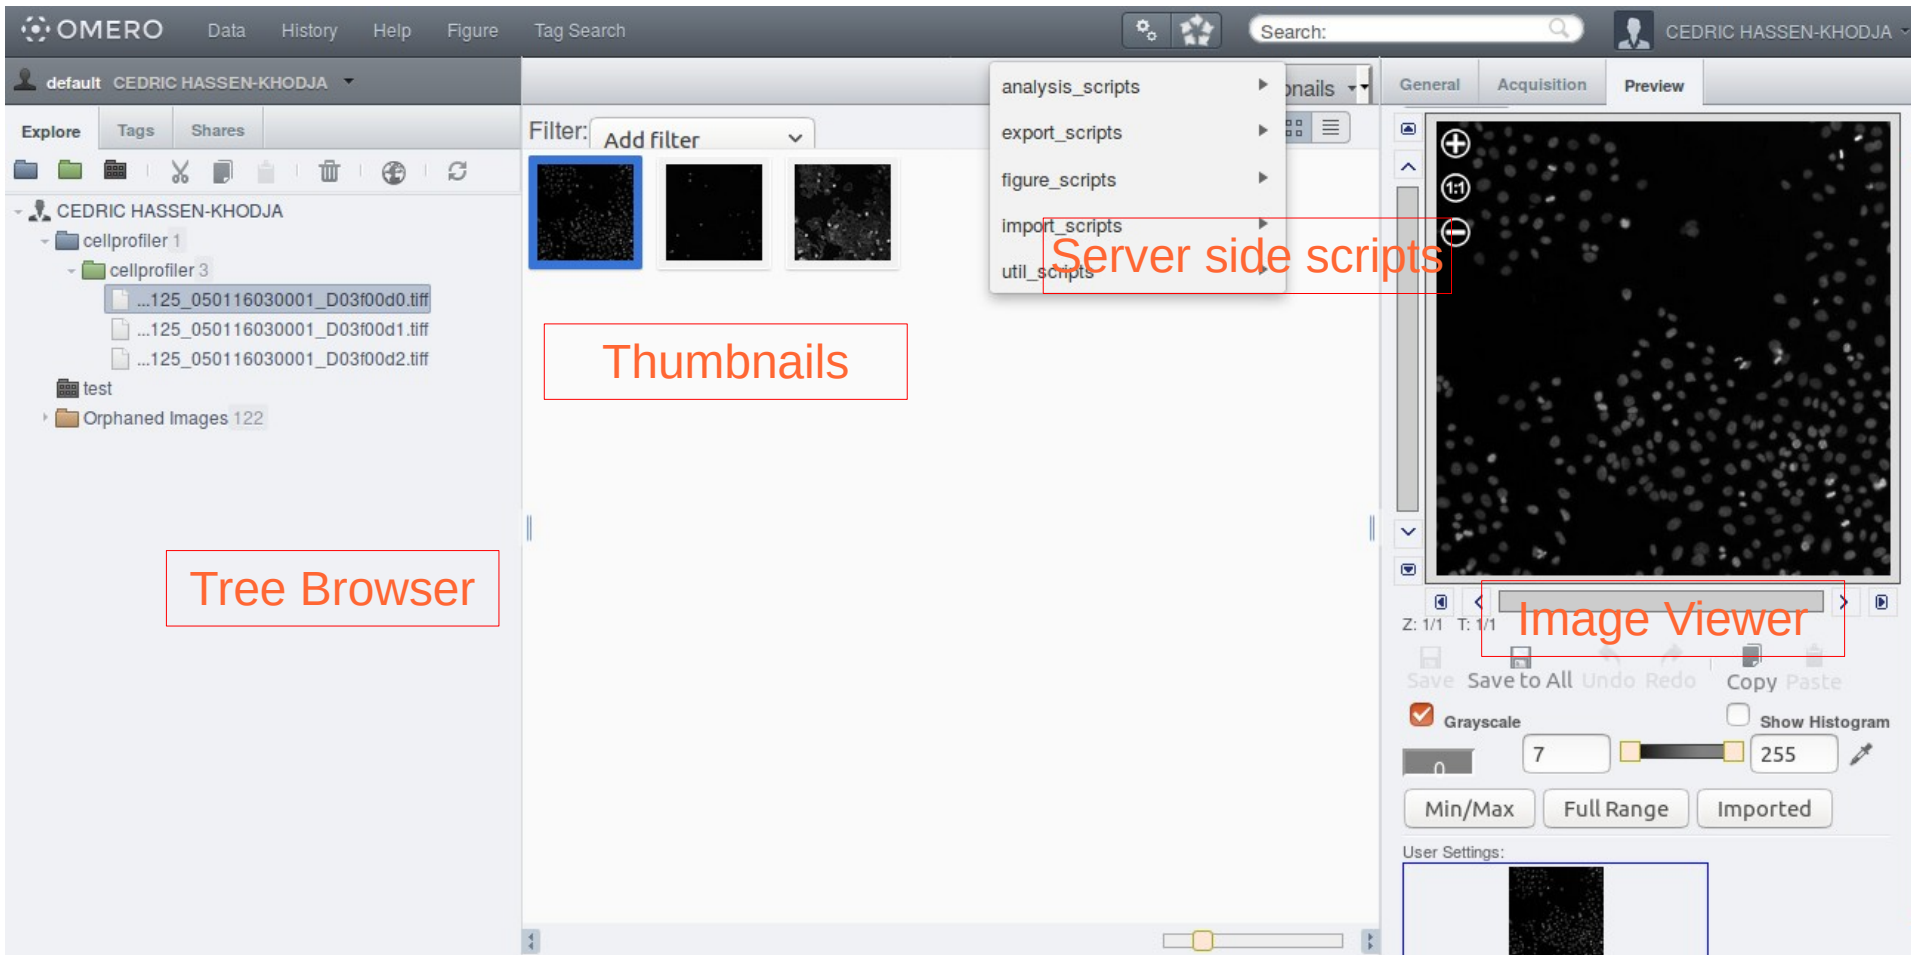 OMERO Data History Help Figure Tag Search Search: CEDRIC HASSEN-KHODJA
default CEDRIC HASSEN-KHODJA
Explore Tags Shares
CEDRIC HASSEN-KHODJA
cellprofiler 1
cellprofiler 3
...125_050116030001_D03f00d0.tiff
...125_050116030001_D03f00d1.tiff
...125_050116030001_D03f00d2.tiff
test
Orphaned Images 122
Tree Browser
Filter: Add filter
Thumbnails
analysis_scripts
export_scripts
figure_scripts
import_scripts
util_scripts
Server side scripts
General Acquisition Preview
1:1
Image Viewer
Z: 1/1 T: 1/1
Save Save to All Undo Redo Copy Paste
Grayscale Show Histogram
0 7 255
Min/Max Full Range Imported
User Settings: